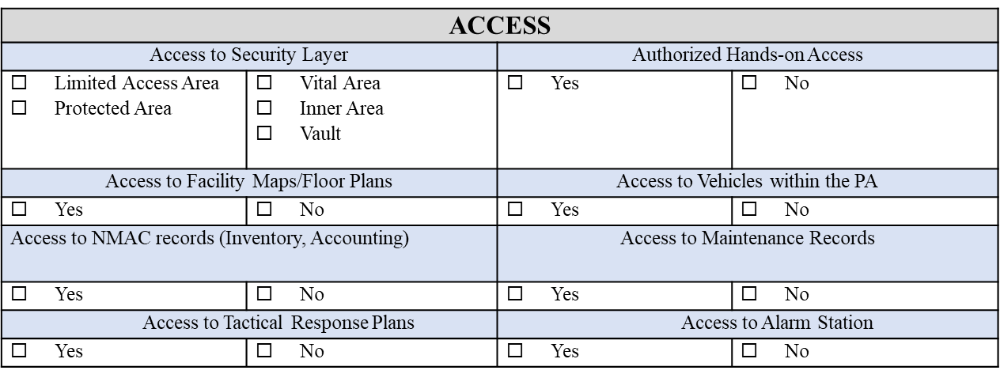 ACCESS
Access to Security Layer
Authorized Hands-on Access
☐ Limited Access Area
☐ Protected Area
☐ Vital Area
☐ Inner Area
☐ Vault
☐ Yes
☐ No
Access to Facility Maps/Floor Plans
Access to Vehicles within the PA
☐ Yes
☐ No
☐ Yes
☐ No
Access to NMAC records (Inventory, Accounting)
Access to Maintenance Records
☐ Yes
☐ No
☐ Yes
☐ No
Access to Tactical Response Plans
Access to Alarm Station
☐ Yes
☐ No
☐ Yes
☐ No